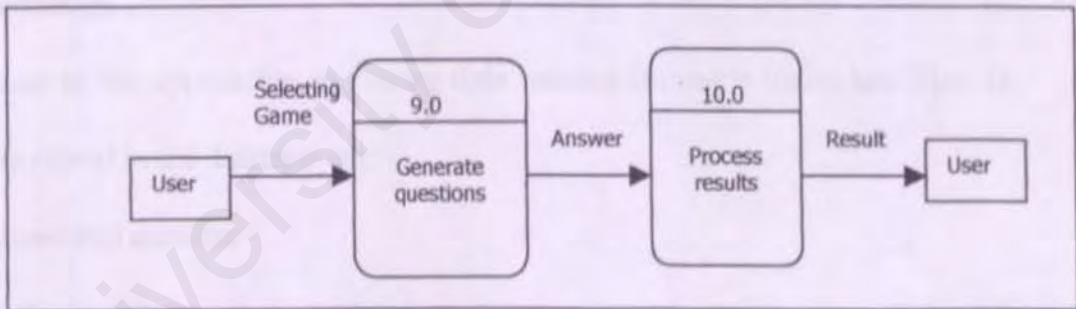 Selecting
Game
User
9.0
Generate
questions
Answer
10.0
Process
results
Result
User